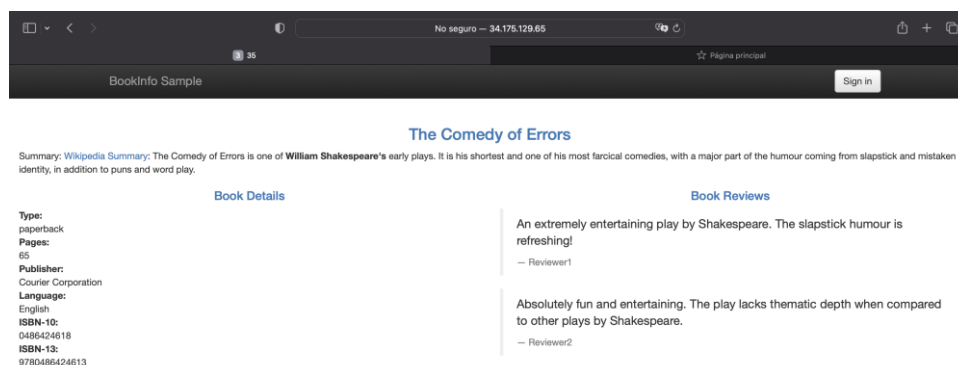 No seguro — 34.175.129.65
3 35
Página principal
BookInfo Sample
Sign in
The Comedy of Errors
Summary: Wikipedia Summary: The Comedy of Errors is one of William Shakespeare's early plays. It is his shortest and one of his most farcical comedies, with a major part of the humour coming from slapstick and mistaken
identity, in addition to puns and word play.
Book Details
Type:
paperback
Pages:
65
Publisher:
Courier Corporation
Language:
English
ISBN-10:
0486424618
ISBN-13:
9780486424613
Book Reviews
An extremely entertaining play by Shakespeare. The slapstick humour is
refreshing!
— Reviewer1
Absolutely fun and entertaining. The play lacks thematic depth when compared
to other plays by Shakespeare.
— Reviewer2